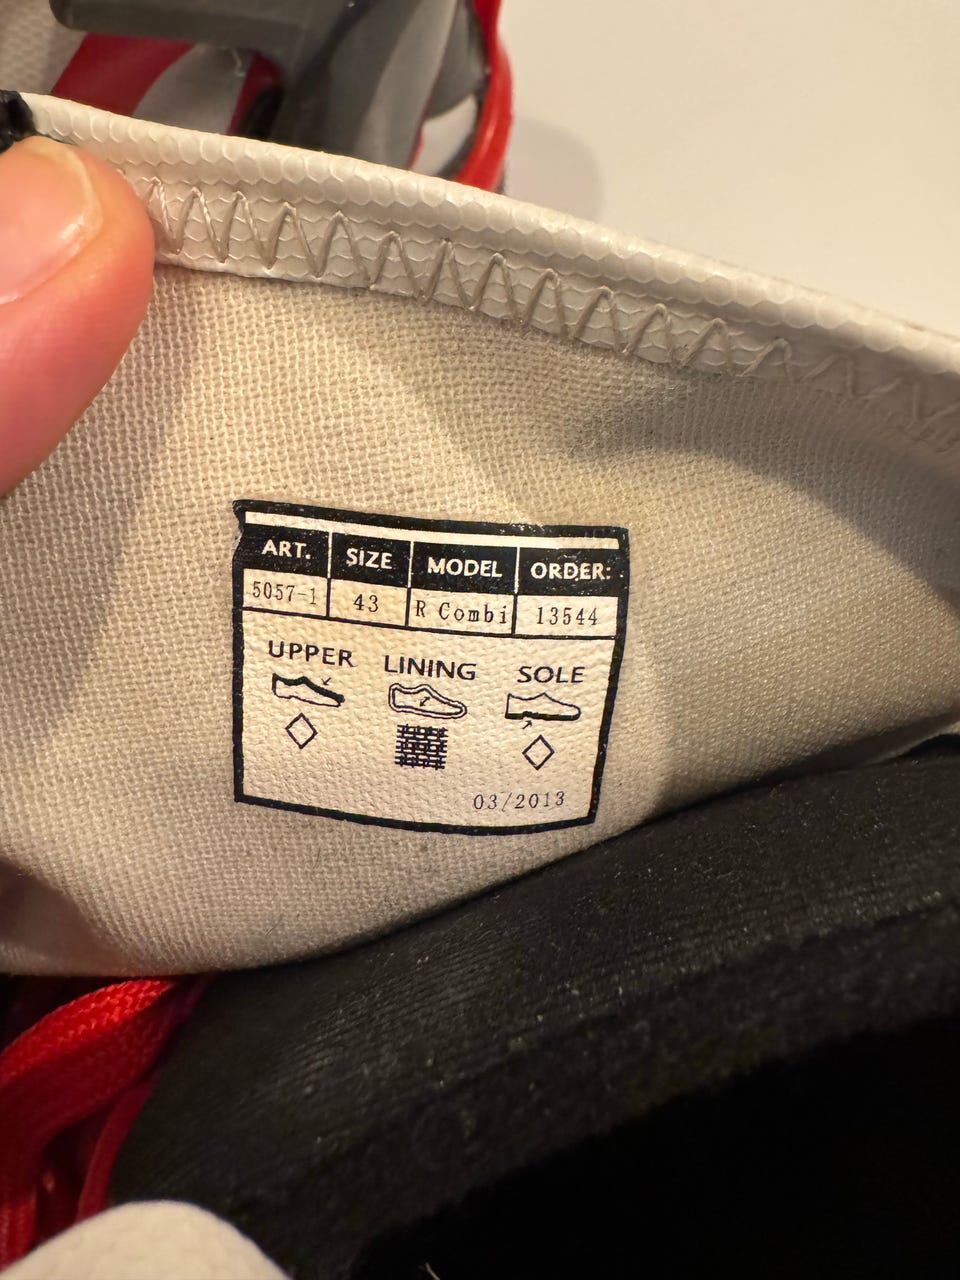 ART. SIZE MODEL ORDER:
5057-1 43 R Combi 13544
UPPER LINING SOLE
03/2013